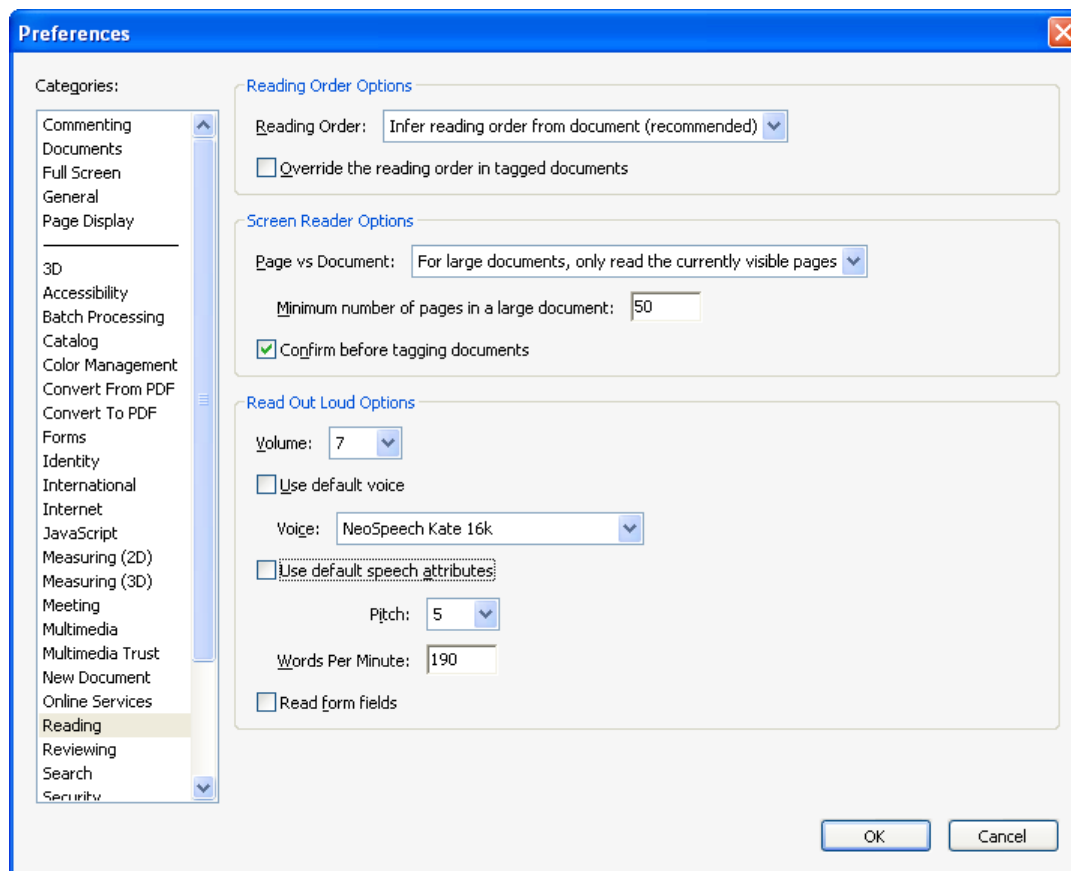 Preferences
Categories:
Commenting
Documents
Full Screen
General
Page Display
3D
Accessibility
Batch Processing
Catalog
Color Management
Convert From PDF
Convert To PDF
Forms
Identity
International
Internet
JavaScript
Measuring (2D)
Measuring (3D)
Meeting
Multimedia
Multimedia Trust
New Document
Online Services
Reading
Reviewing
Search
Security
Reading Order Options
Reading Order: Infer reading order from document (recommended)
Override the reading order in tagged documents
Screen Reader Options
Page vs Document: For large documents, only read the currently visible pages
Minimum number of pages in a large document: 50
Confirm before tagging documents
Read Out Loud Options
Volume: 7
Use default voice
Voice: NeoSpeech Kate 16k
Use default speech attributes
Pitch: 5
Words Per Minute: 190
Read form fields
OK Cancel